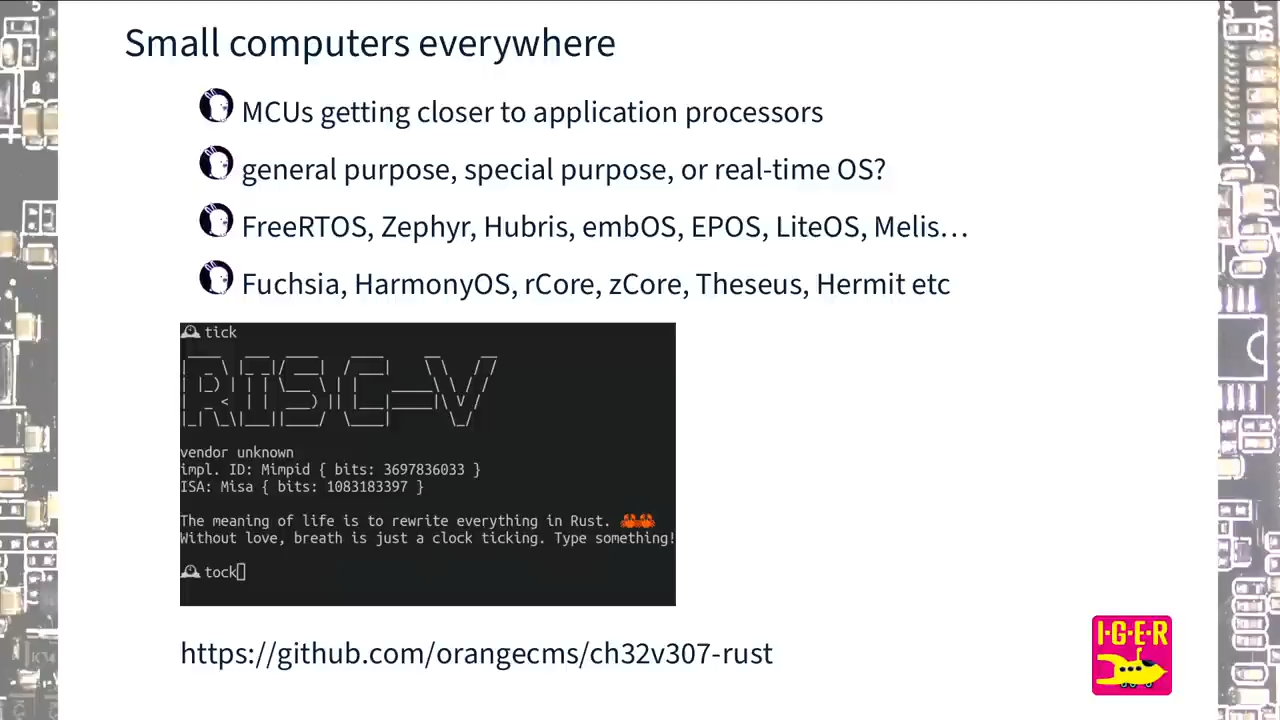 Small computers everywhere
MCUs getting closer to application processors
general purpose, special purpose, or real-time OS?
FreeRTOS, Zephyr, Hubris, embOS, EPOS, LiteOS, Melis…
Fuchsia, HarmonyOS, rCore, zCore, Theseus, Hermit etc
tick
RISC-V
vendor unknown
impl. ID: Mimpid { bits: 3697836033 }
ISA: Misa { bits: 1083183397 }
The meaning of life is to rewrite everything in Rust. 🦀🦀
Without love, breath is just a clock ticking. Type something!
tock
https://github.com/orangecms/ch32v307-rust
I·G·E·R